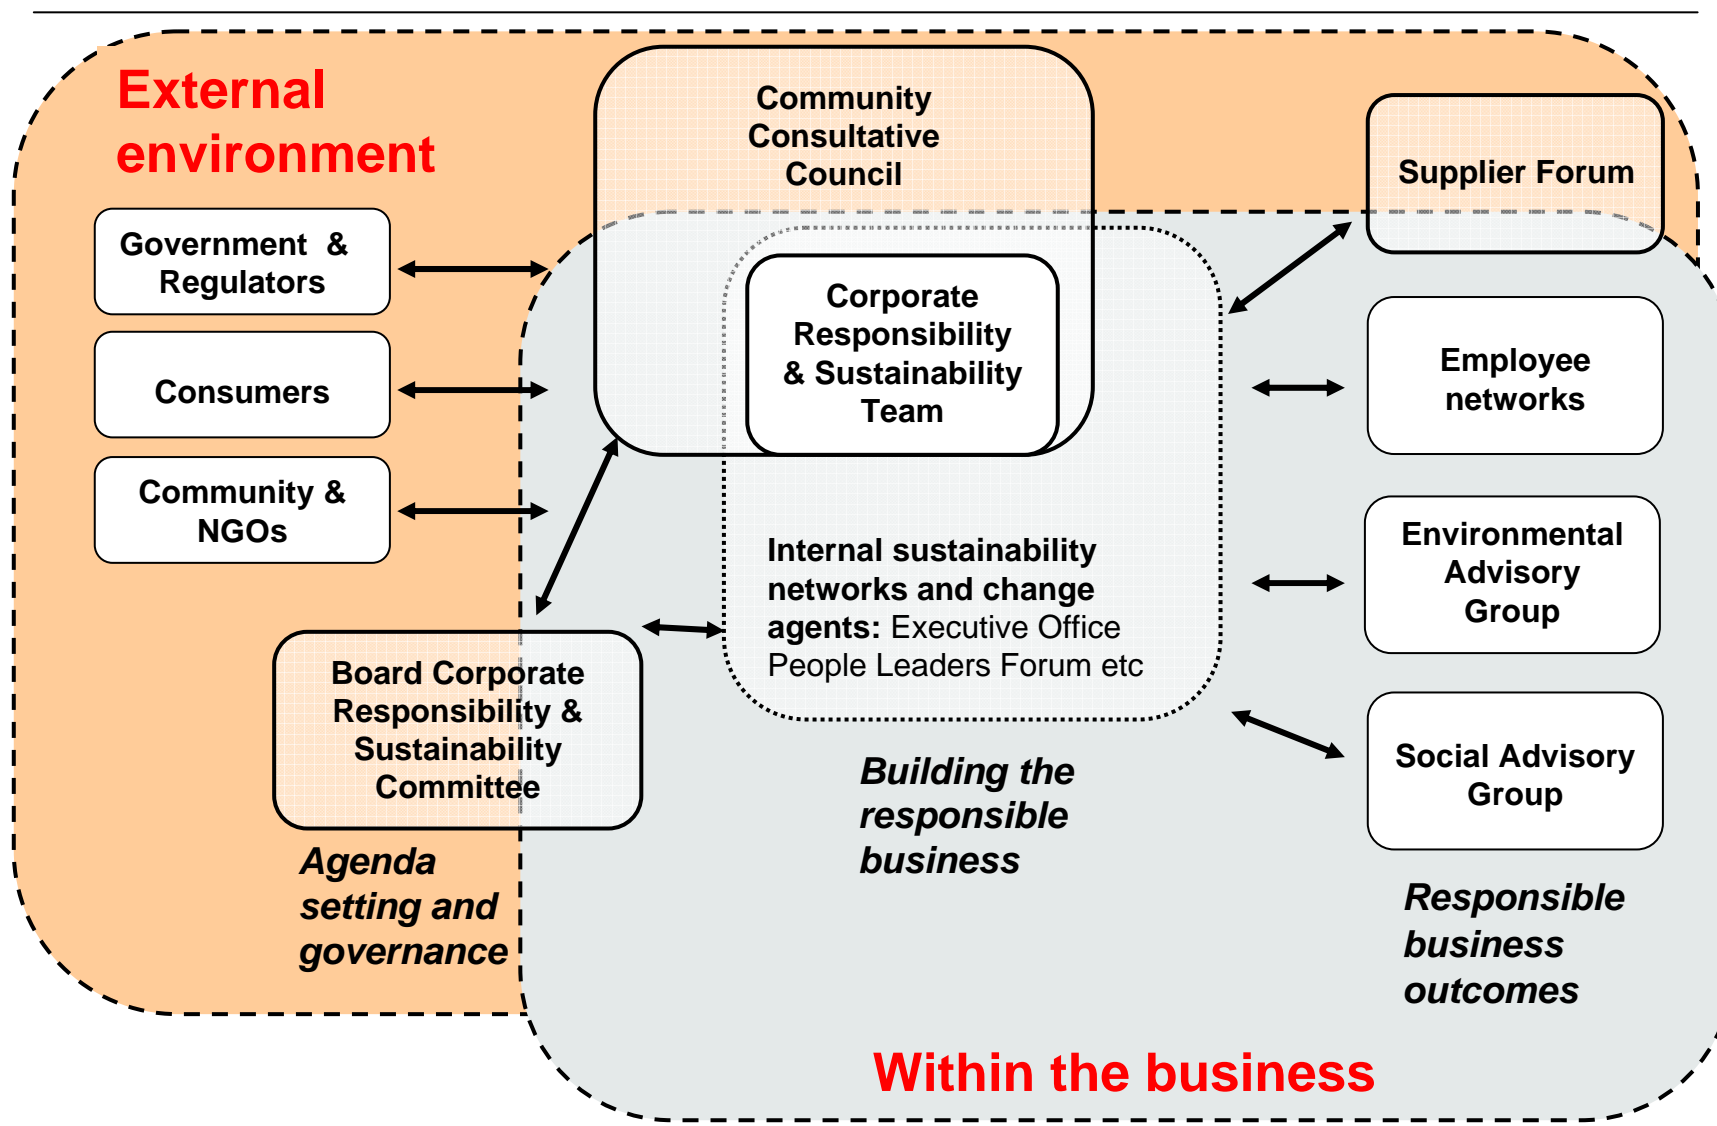 External
environment
Community
Consultative
Council
Supplier Forum
Government &
Regulators
Consumers
Community &
NGOs
Corporate
Responsibility
& Sustainability
Team
Employee
networks
Environmental
Advisory
Group
Social Advisory
Group
Internal sustainability
networks and change
agents: Executive Office
People Leaders Forum etc
Board Corporate
Responsibility &
Sustainability
Committee
Agenda
setting and
governance
Building the
responsible
business
Responsible
business
outcomes
Within the business